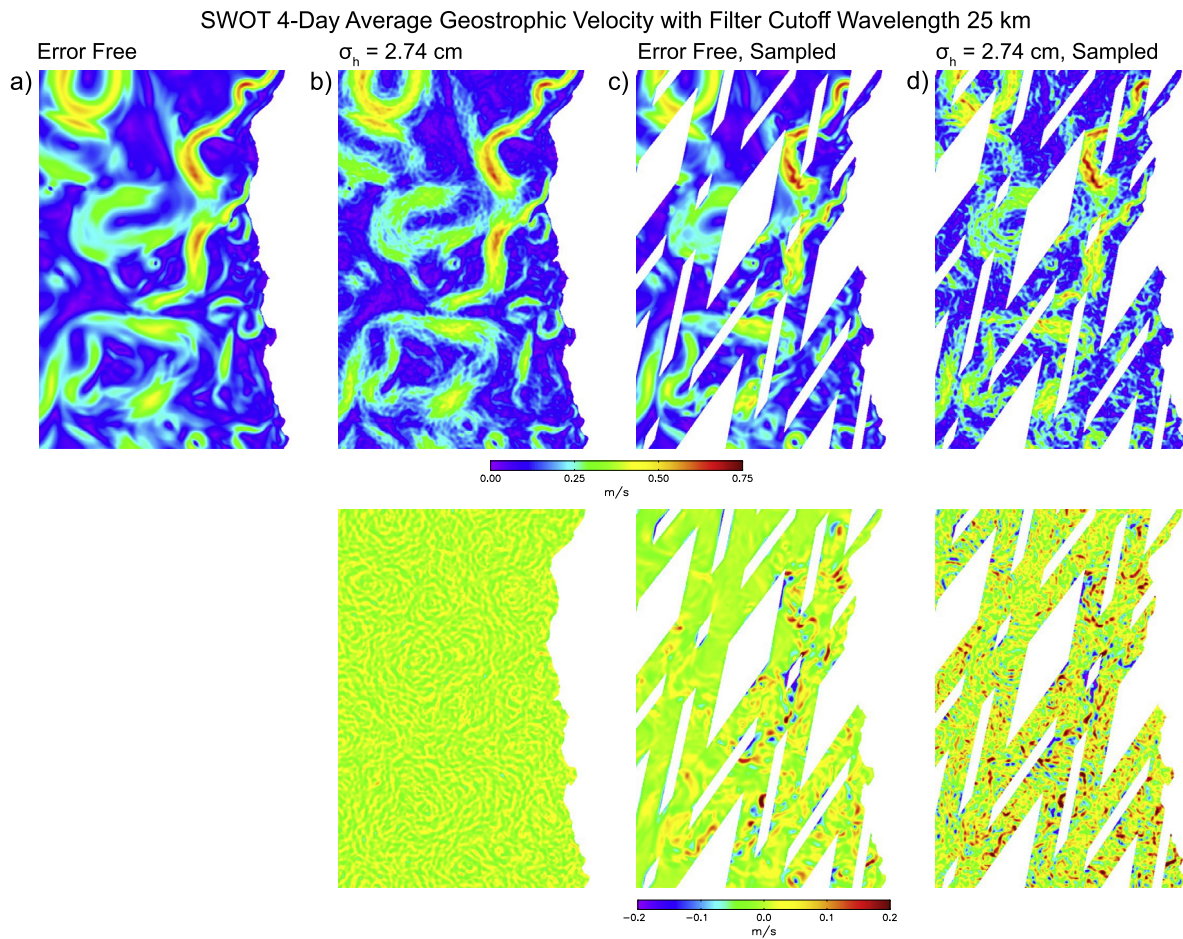 SWOT 4-Day Average Geostrophic Velocity with Filter Cutoff Wavelength 25 km
Error Free
σh = 2.74 cm
Error Free, Sampled
σh = 2.74 cm, Sampled
a)
b)
c)
d)
0.00 0.25 0.50 0.75
m/s
-0.2 -0.1 0.0 0.1 0.2
m/s